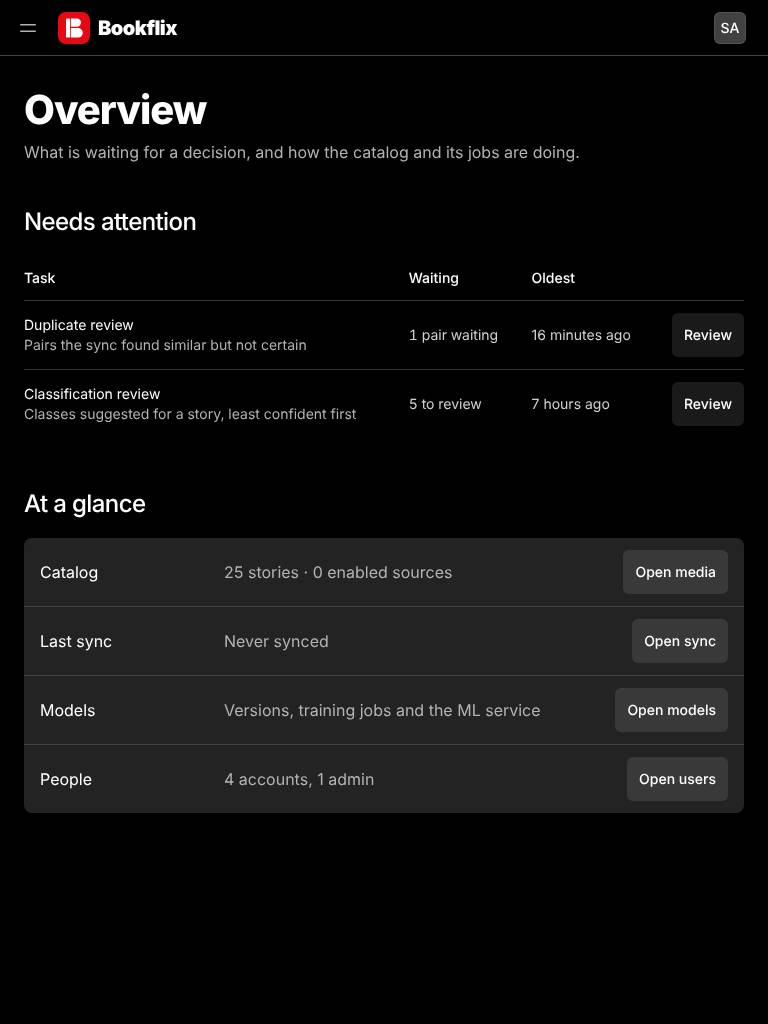 Bookflix
SA
Overview
What is waiting for a decision, and how the catalog and its jobs are doing.
Needs attention
Task Waiting Oldest
Duplicate review
Pairs the sync found similar but not certain
1 pair waiting 16 minutes ago Review
Classification review
Classes suggested for a story, least confident first
5 to review 7 hours ago Review
At a glance
Catalog 25 stories · 0 enabled sources Open media
Last sync Never synced Open sync
Models Versions, training jobs and the ML service Open models
People 4 accounts, 1 admin Open users